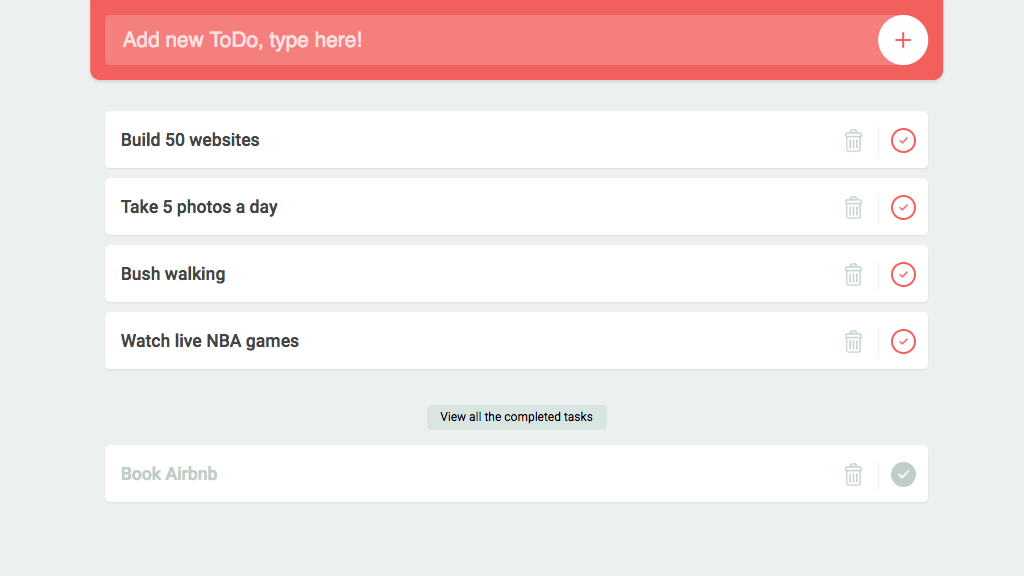 Add new ToDo, type here!
Build 50 websites
Take 5 photos a day
Bush walking
Watch live NBA games
View all the completed tasks
Book Airbnb